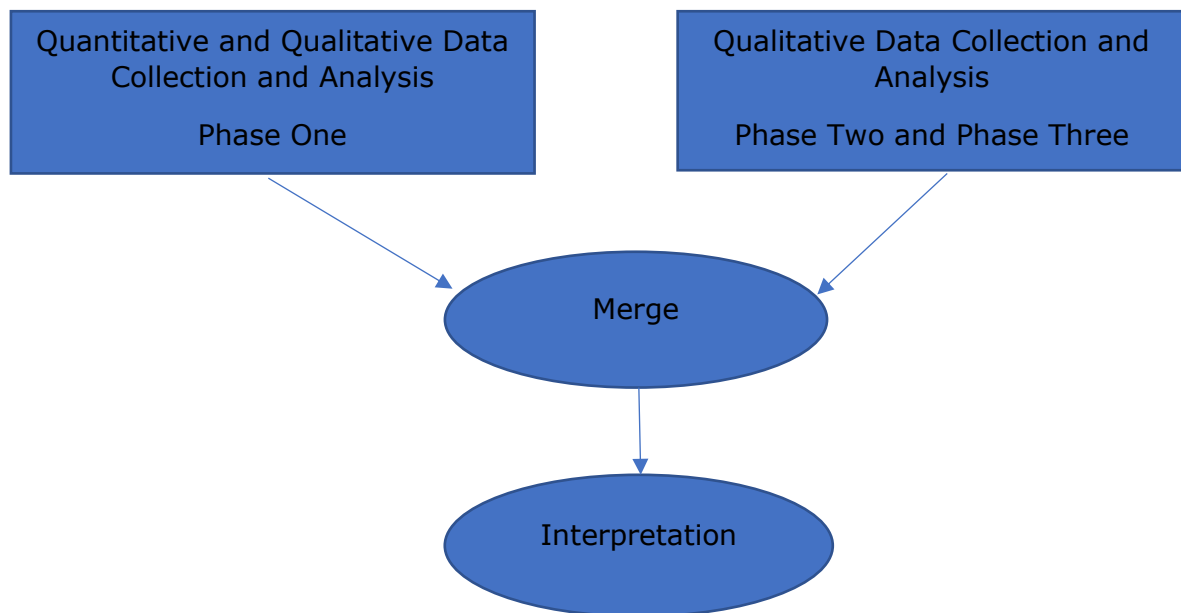 Quantitative and Qualitative Data
Collection and Analysis
Phase One
Qualitative Data Collection and
Analysis
Phase Two and Phase Three
Merge
Interpretation